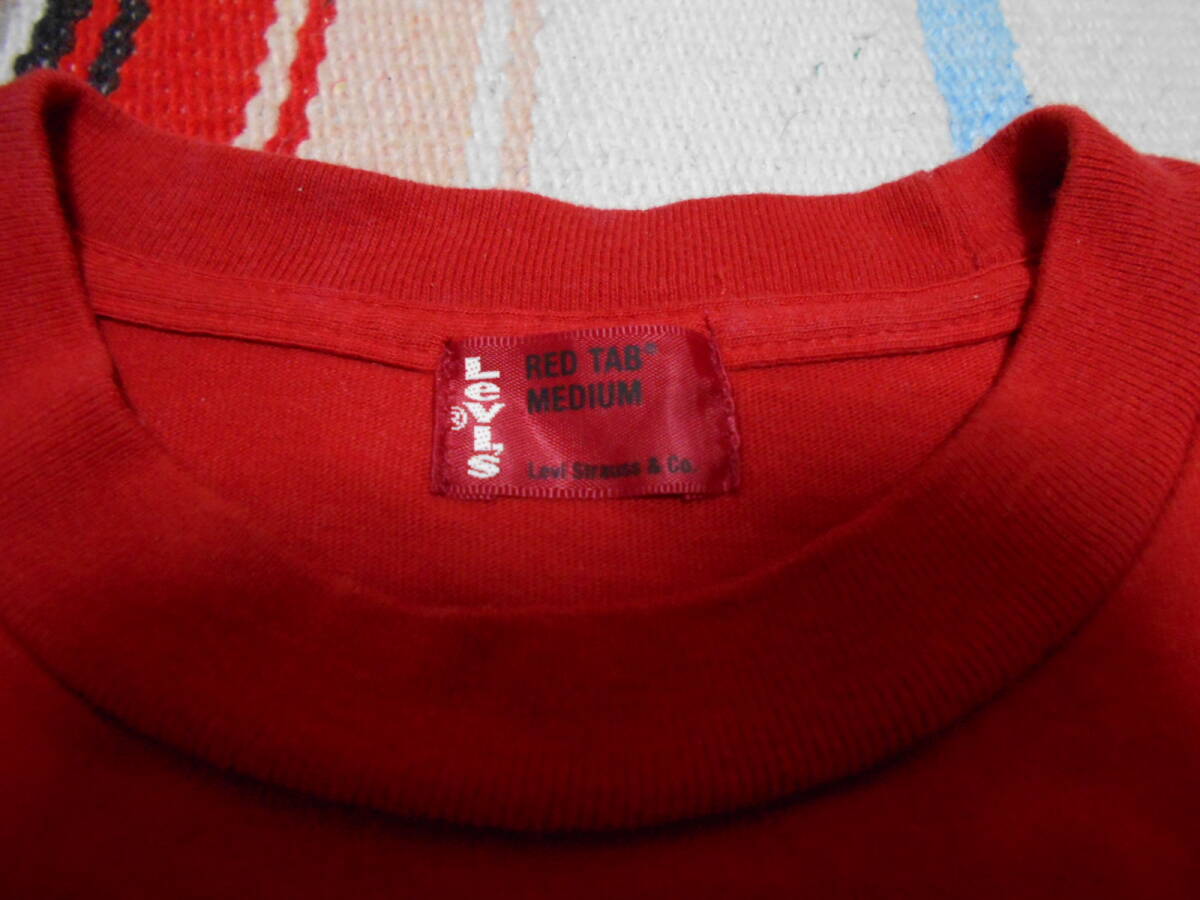 Levi's®
RED TAB®
MEDIUM
Levi Strauss & Co.